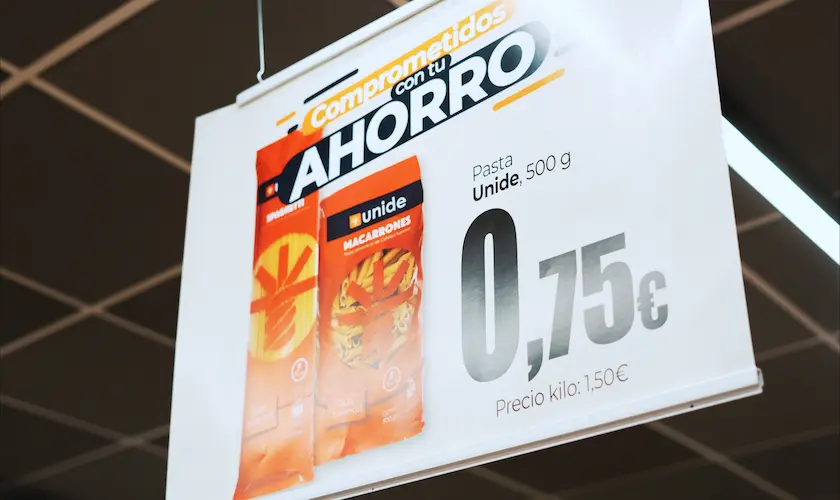 Comprometidos
con tu
AHORRO
SPAGHETTI
unide
MACARRONES
Pasta
Unide, 500 g
0,75€
Precio kilo: 1,50€